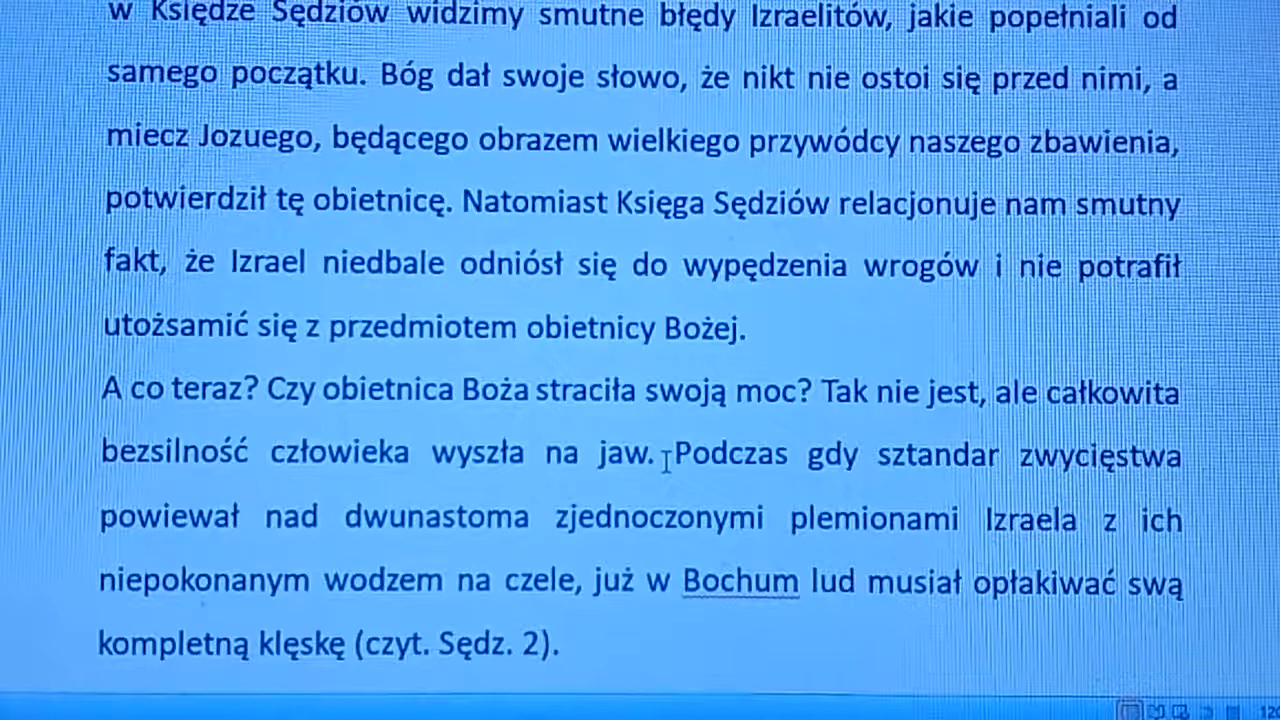 w Księdze Sędziów widzimy smutne błędy Izraelitów, jakie popełniali od
samego początku. Bóg dał swoje słowo, że nikt nie ostoi się przed nimi, a
miecz Jozuego, będącego obrazem wielkiego przywódcy naszego zbawienia,
potwierdził tę obietnicę. Natomiast Księga Sędziów relacjonuje nam smutny
fakt, że Izrael niedbale odniósł się do wypędzenia wrogów i nie potrafił
utożsamić się z przedmiotem obietnicy Bożej.
A co teraz? Czy obietnica Boża straciła swoją moc? Tak nie jest, ale całkowita
bezsilność człowieka wyszła na jaw. Podczas gdy sztandar zwycięstwa
powiewał nad dwunastoma zjednoczonymi plemionami Izraela z ich
niepokonanym wodzem na czele, już w Bochum lud musiał opłakiwać swą
kompletną klęskę (czyt. Sędz. 2).